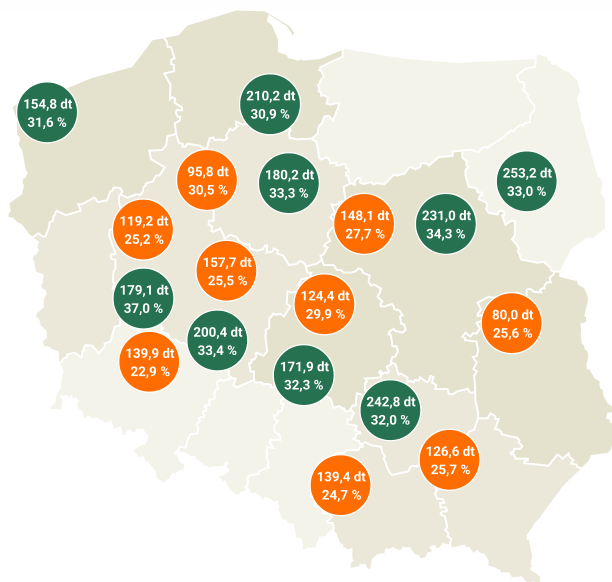 210,2 dt
30,9 %
154,8 dt
31,6 %
95,8 dt
30,5 %
180,2 dt
33,3 %
253,2 dt
33,0 %
119,2 dt
25,2 %
148,1 dt
27,7 %
231,0 dt
34,3 %
157,7 dt
25,5 %
179,1 dt
37,0 %
124,4 dt
29,9 %
80,0 dt
25,6 %
200,4 dt
33,4 %
139,9 dt
22,9 %
171,9 dt
32,3 %
242,8 dt
32,0 %
126,6 dt
25,7 %
139,4 dt
24,7 %